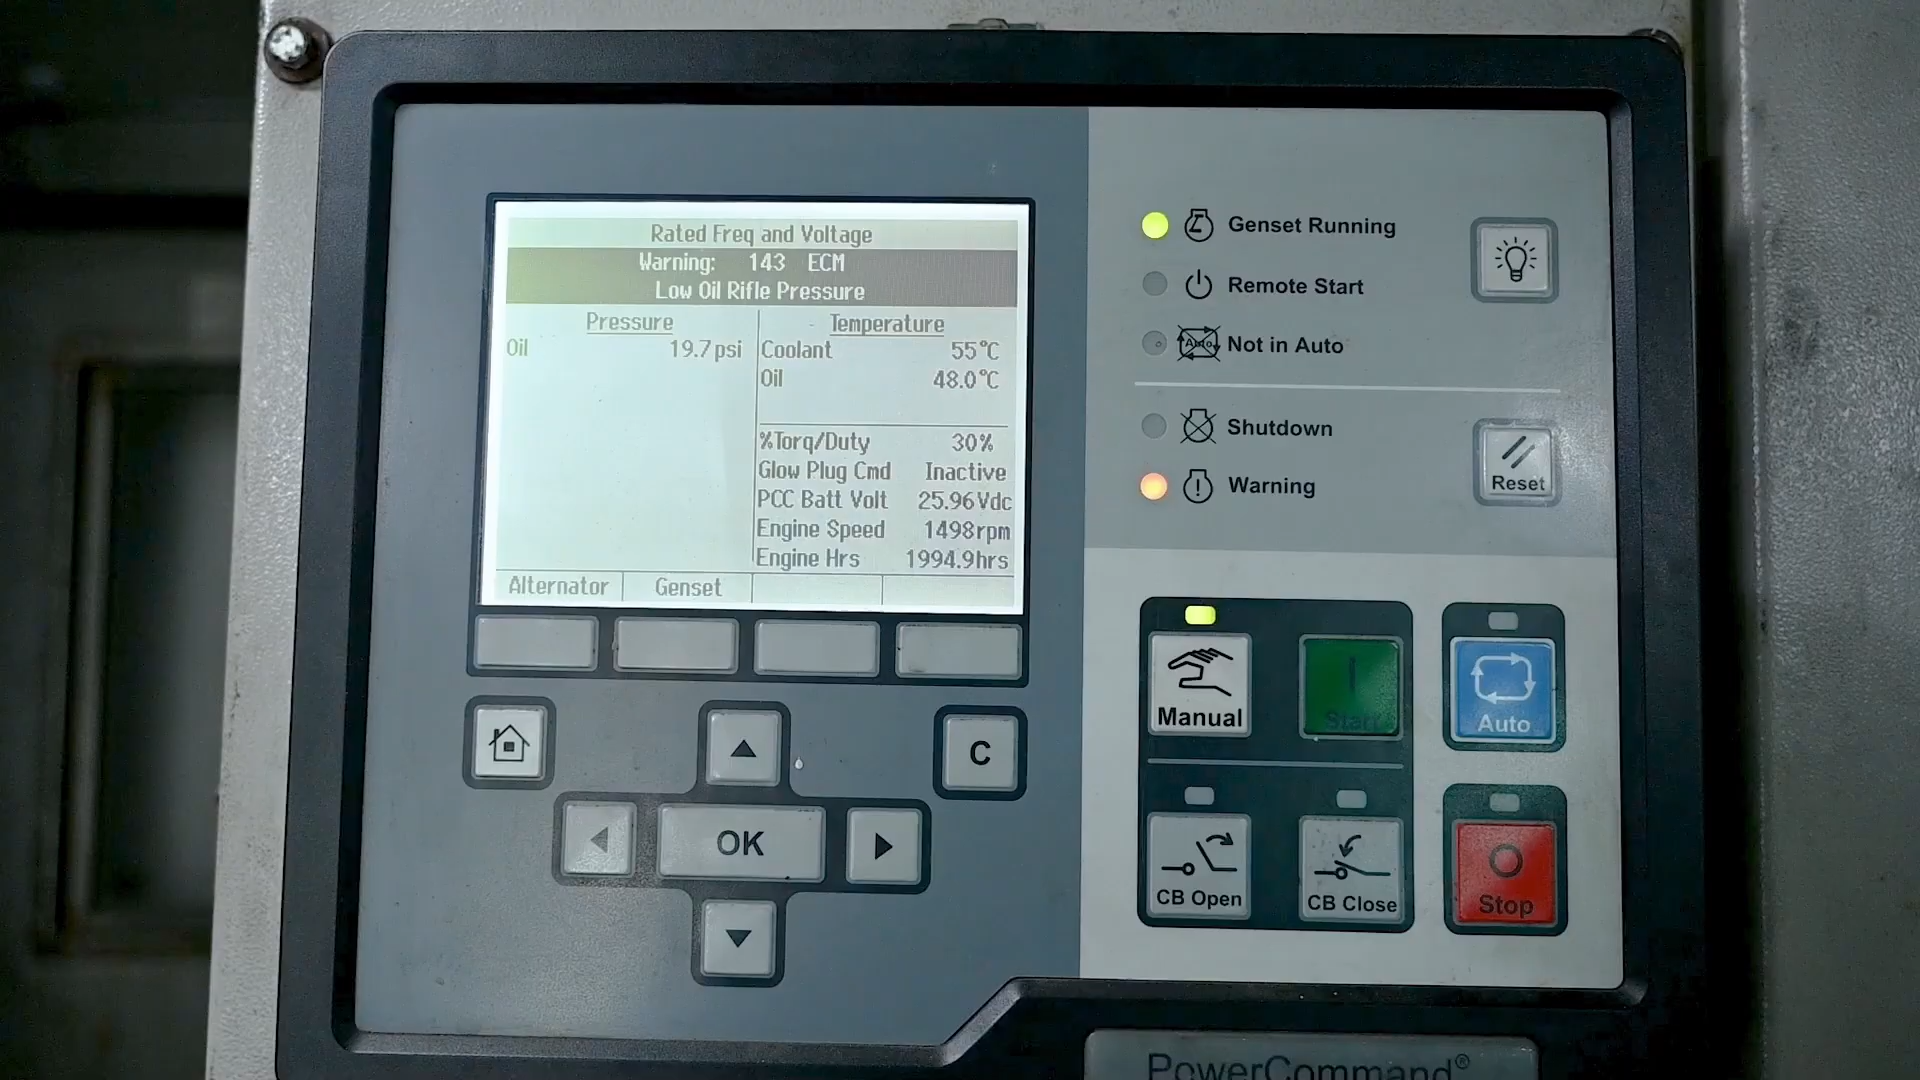 Rated Freq and Voltage
Warning: 143 ECM
Low Oil Rifle Pressure
Pressure
Oil 19.7psi
Temperature
Coolant 55°C
Oil 48.0°C
%Torq/Duty 30%
Glow Plug Cmd Inactive
PCC Batt Volt 25.96Vdc
Engine Speed 1498rpm
Engine Hrs 1994.9hrs
Alternator Genset
C
OK
Genset Running
Remote Start
Auto Not in Auto
Shutdown
Warning
Reset
Manual
Start
Auto
CB Open
CB Close
Stop
PowerCommand®